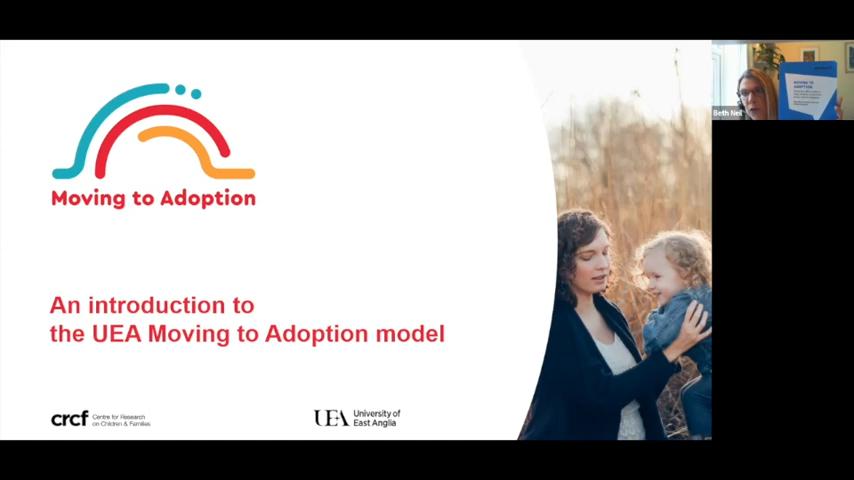 Moving to Adoption
An introduction to
the UEA Moving to Adoption model
crcf
Centre for Research
on Children & Families
UEA
University of
East Anglia
Beth Neil
MOVING TO
ADOPTION